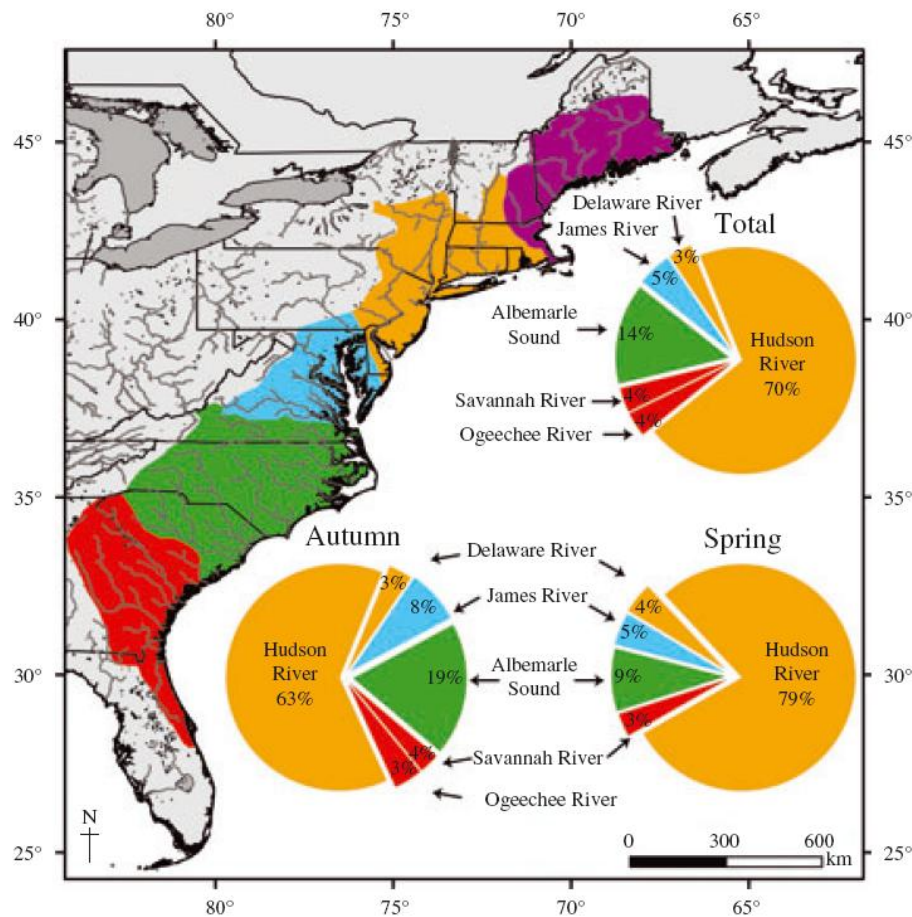 80°
75°
70°
65°
45°
45°
Delaware River
James River
Total
3%
5%
40°
40°
Albemarle
Sound
14%
Hudson
River
70%
Savannah River
4%
Ogeechee River
4%
35°
35°
Autumn
Delaware River
Spring
3%
James River
4%
8%
5%
Hudson
River
63%
19%
Albemarle
Sound
9%
Hudson
River
79%
30°
30°
4%
Savannah River
3%
3%
Ogeechee River
N
0
300
600
km
25°
25°
80°
75°
70°
65°